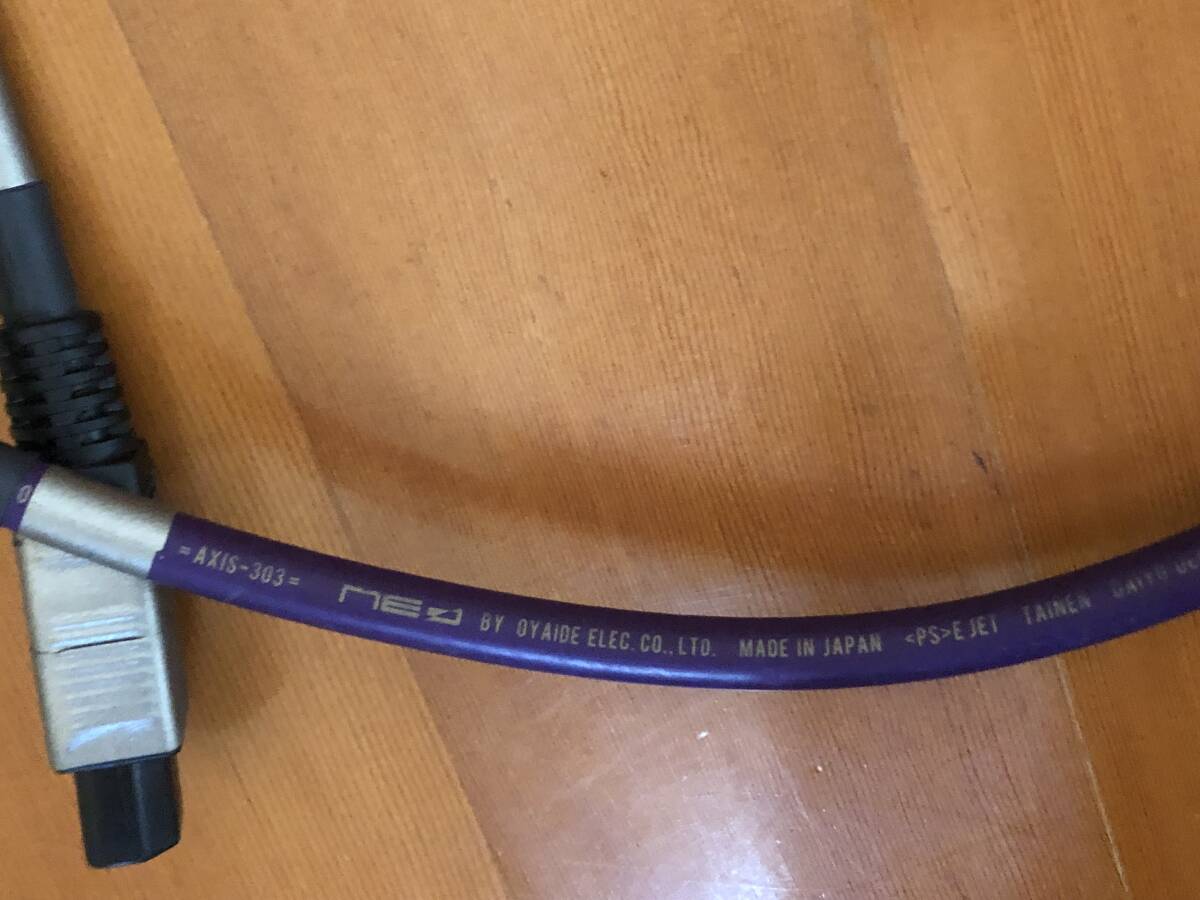 =AXIS-303= NEO BY OYAIDE ELEC.CO.,LTD. MADE IN JAPAN <PS>E JET TAINEN